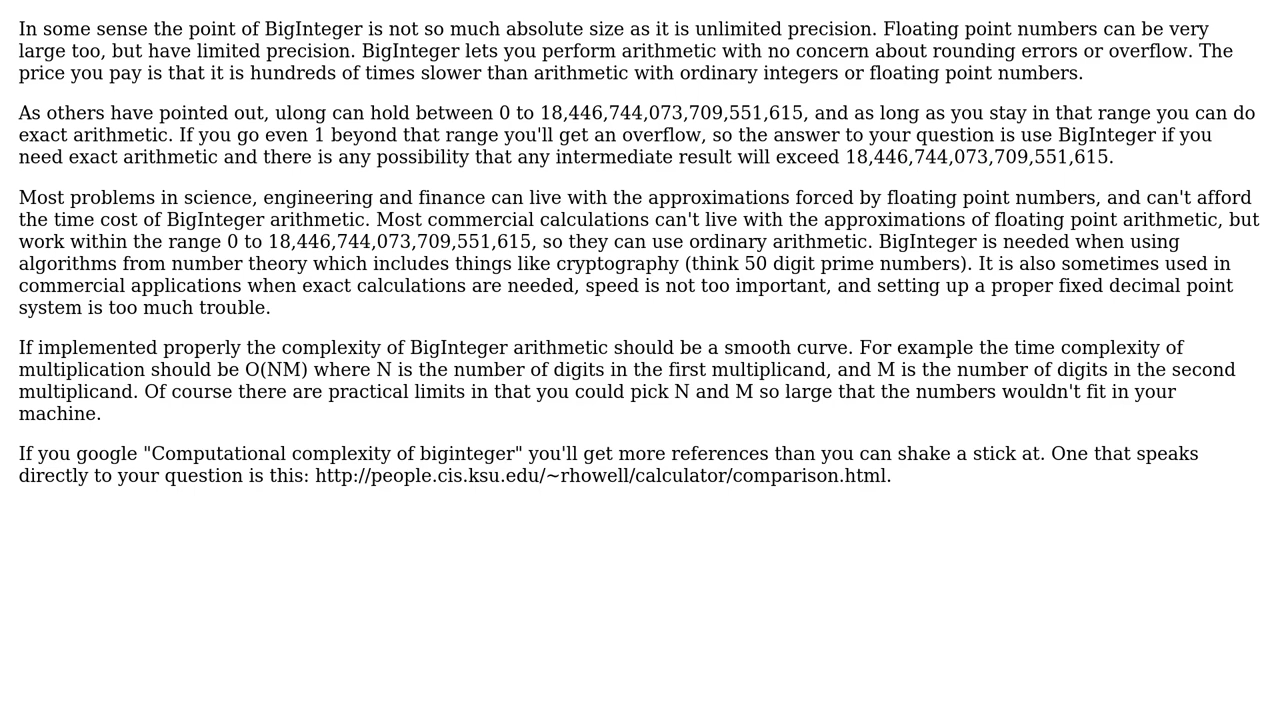 In some sense the point of BigInteger is not so much absolute size as it is unlimited precision. Floating point numbers can be very
large too, but have limited precision. BigInteger lets you perform arithmetic with no concern about rounding errors or overflow. The
price you pay is that it is hundreds of times slower than arithmetic with ordinary integers or floating point numbers.
As others have pointed out, ulong can hold between 0 to 18,446,744,073,709,551,615, and as long as you stay in that range you can do
exact arithmetic. If you go even 1 beyond that range you'll get an overflow, so the answer to your question is use BigInteger if you
need exact arithmetic and there is any possibility that any intermediate result will exceed 18,446,744,073,709,551,615.
Most problems in science, engineering and finance can live with the approximations forced by floating point numbers, and can't afford
the time cost of BigInteger arithmetic. Most commercial calculations can't live with the approximations of floating point arithmetic, but
work within the range 0 to 18,446,744,073,709,551,615, so they can use ordinary arithmetic. BigInteger is needed when using
algorithms from number theory which includes things like cryptography (think 50 digit prime numbers). It is also sometimes used in
commercial applications when exact calculations are needed, speed is not too important, and setting up a proper fixed decimal point
system is too much trouble.
If implemented properly the complexity of BigInteger arithmetic should be a smooth curve. For example the time complexity of
multiplication should be O(NM) where N is the number of digits in the first multiplicand, and M is the number of digits in the second
multiplicand. Of course there are practical limits in that you could pick N and M so large that the numbers wouldn't fit in your
machine.
If you google "Computational complexity of biginteger" you'll get more references than you can shake a stick at. One that speaks
directly to your question is this: http://people.cis.ksu.edu/~rhowell/calculator/comparison.html.